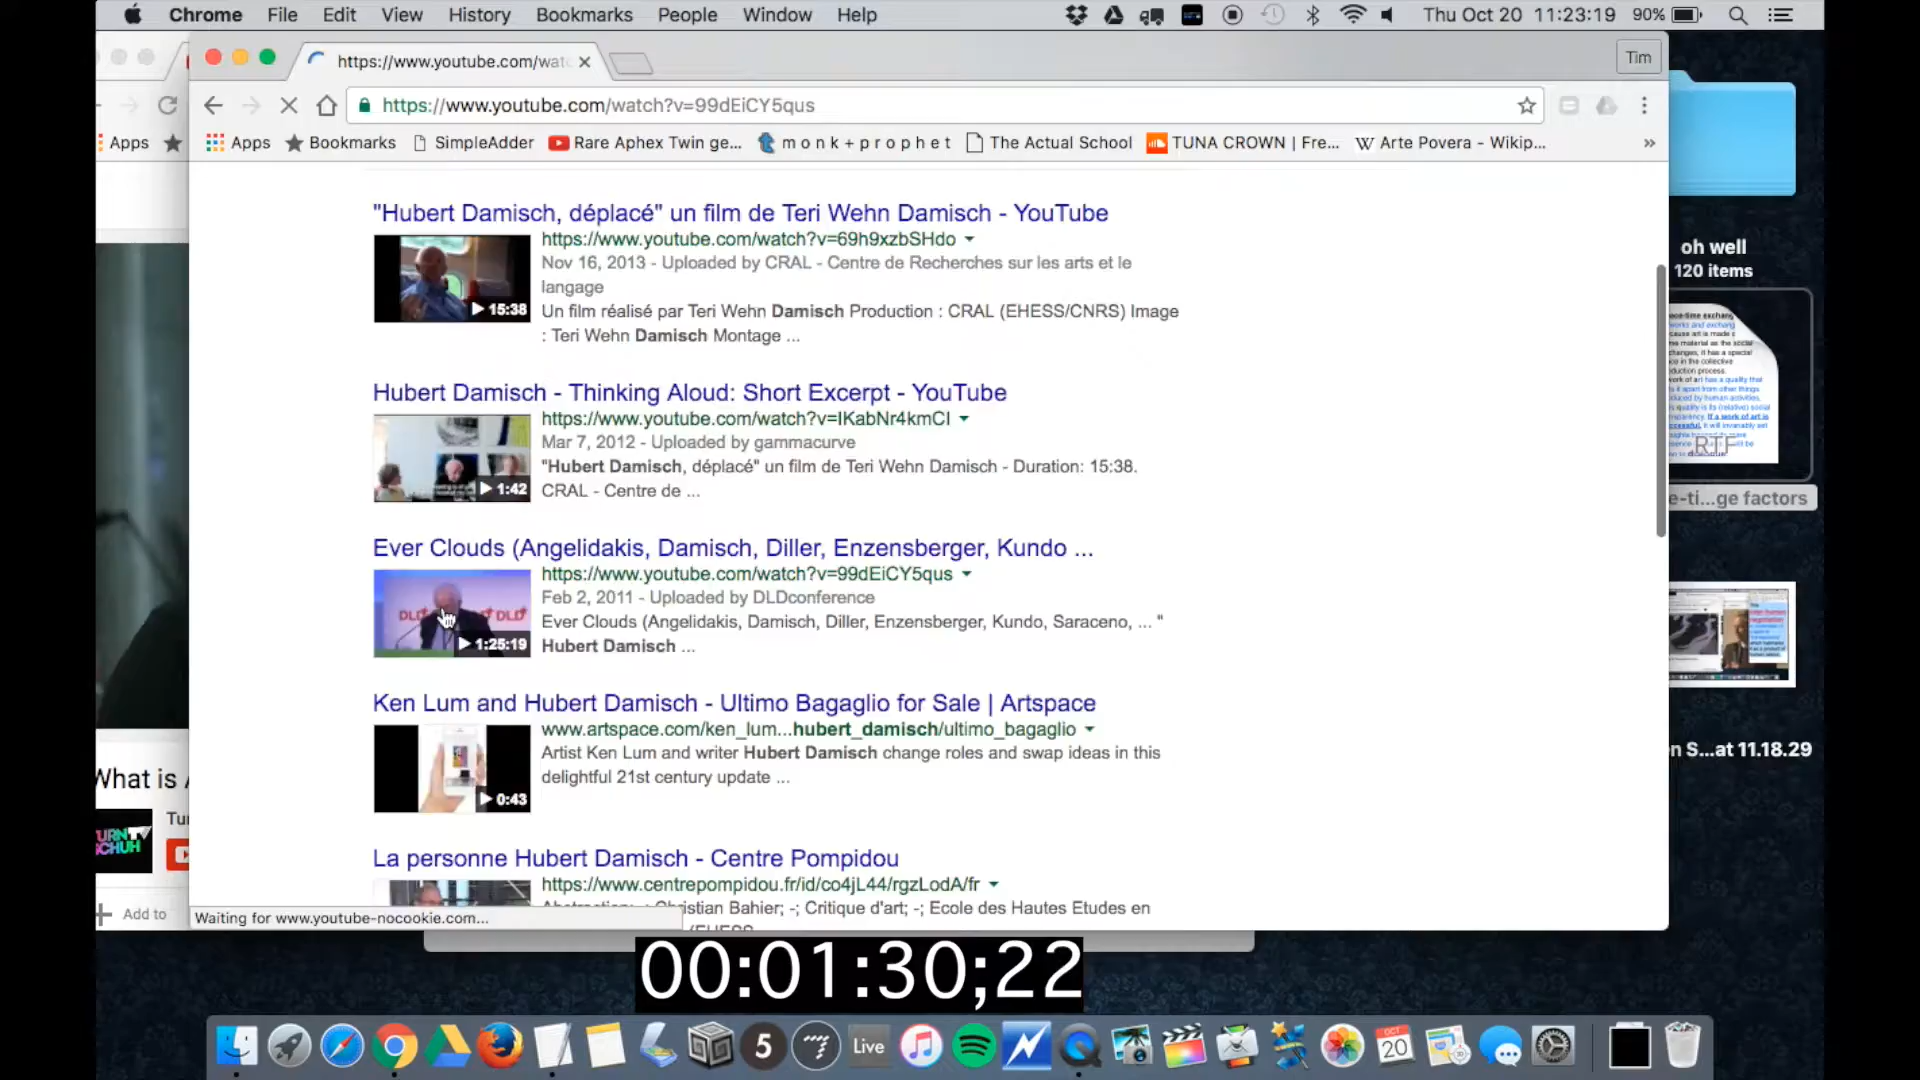 Chrome File Edit View History Bookmarks People Window Help Thu Oct 20 11:23:19 90%
https://www.youtube.com/wat Tim
https://www.youtube.com/watch?v=99dEiCY5qus
Apps Apps Bookmarks SimpleAdder Rare Aphex Twin ge... m o n k + p r o p h e t The Actual School TUNA CROWN | Fre... Arte Povera - Wikip... »
"Hubert Damisch, déplacé" un film de Teri Wehn Damisch - YouTube
https://www.youtube.com/watch?v=69h9xzbSHdo
Nov 16, 2013 - Uploaded by CRAL - Centre de Recherches sur les arts et le
langage
15:38
Un film réalisé par Teri Wehn Damisch Production : CRAL (EHESS/CNRS) Image
: Teri Wehn Damisch Montage ...
Hubert Damisch - Thinking Aloud: Short Excerpt - YouTube
https://www.youtube.com/watch?v=IKabNr4kmCI
Mar 7, 2012 - Uploaded by gammacurve
"Hubert Damisch, déplacé" un film de Teri Wehn Damisch - Duration: 15:38.
1:42
CRAL - Centre de ...
Ever Clouds (Angelidakis, Damisch, Diller, Enzensberger, Kundo ...
https://www.youtube.com/watch?v=99dEiCY5qus
Feb 2, 2011 - Uploaded by DLDconference
Ever Clouds (Angelidakis, Damisch, Diller, Enzensberger, Kundo, Saraceno, ... "
DLD
1:25:19
Hubert Damisch ...
Ken Lum and Hubert Damisch - Ultimo Bagaglio for Sale | Artspace
www.artspace.com/ken_lum...hubert_damisch/ultimo_bagaglio
Artist Ken Lum and writer Hubert Damisch change roles and swap ideas in this
delightful 21st century update ...
0:43
La personne Hubert Damisch - Centre Pompidou
https://www.centrepompidou.fr/id/co4jL44/rgzLodA/fr
Christian Bahier; -; Critique d'art; -; Ecole des Hautes Etudes en
Waiting for www.youtube-nocookie.com...
What is
Add to
oh well
120 items
RTF
e-ti...ge factors
n S...at 11.18.29
00:01:30;22
5
Live
OCT
20